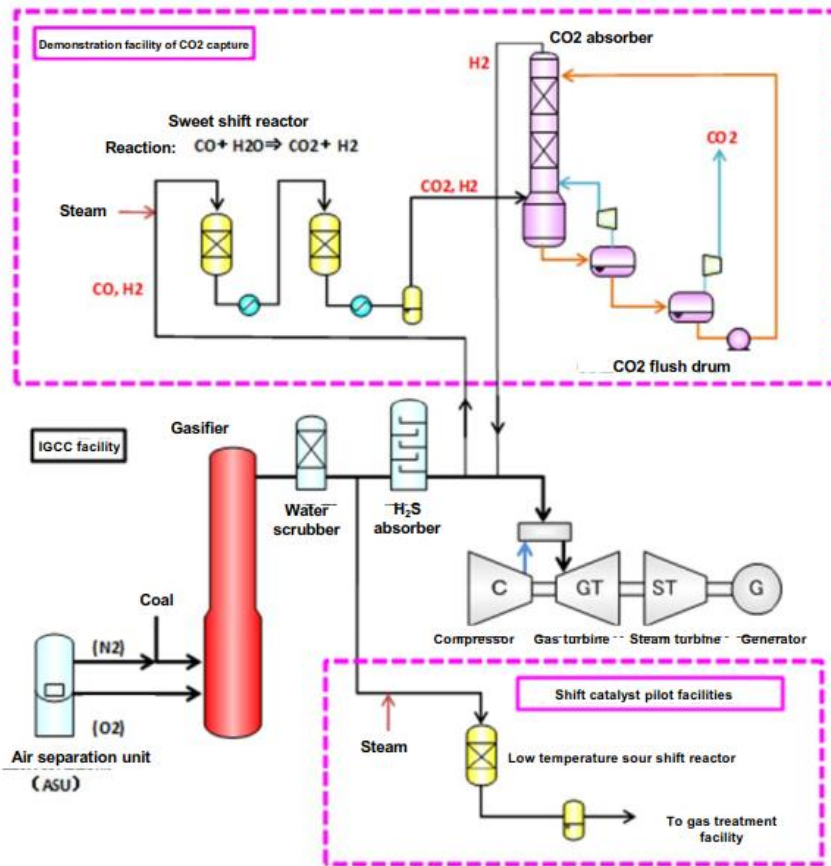 Demonstration facility of CO2 capture
CO2 absorber
H2
Sweet shift reactor
Reaction: CO+ H2O⇒ CO2+ H2
CO2
CO2, H2
Steam
CO, H2
CO2 flush drum
IGCC facility
Gasifier
Water
scrubber
H₂S
absorber
Coal
C
GT
ST
G
Compressor
Gas turbine
Steam turbine
Generator
(N2)
(O2)
Air separation unit
(ASU)
Shift catalyst pilot facilities
Steam
Low temperature sour shift reactor
To gas treatment
facility